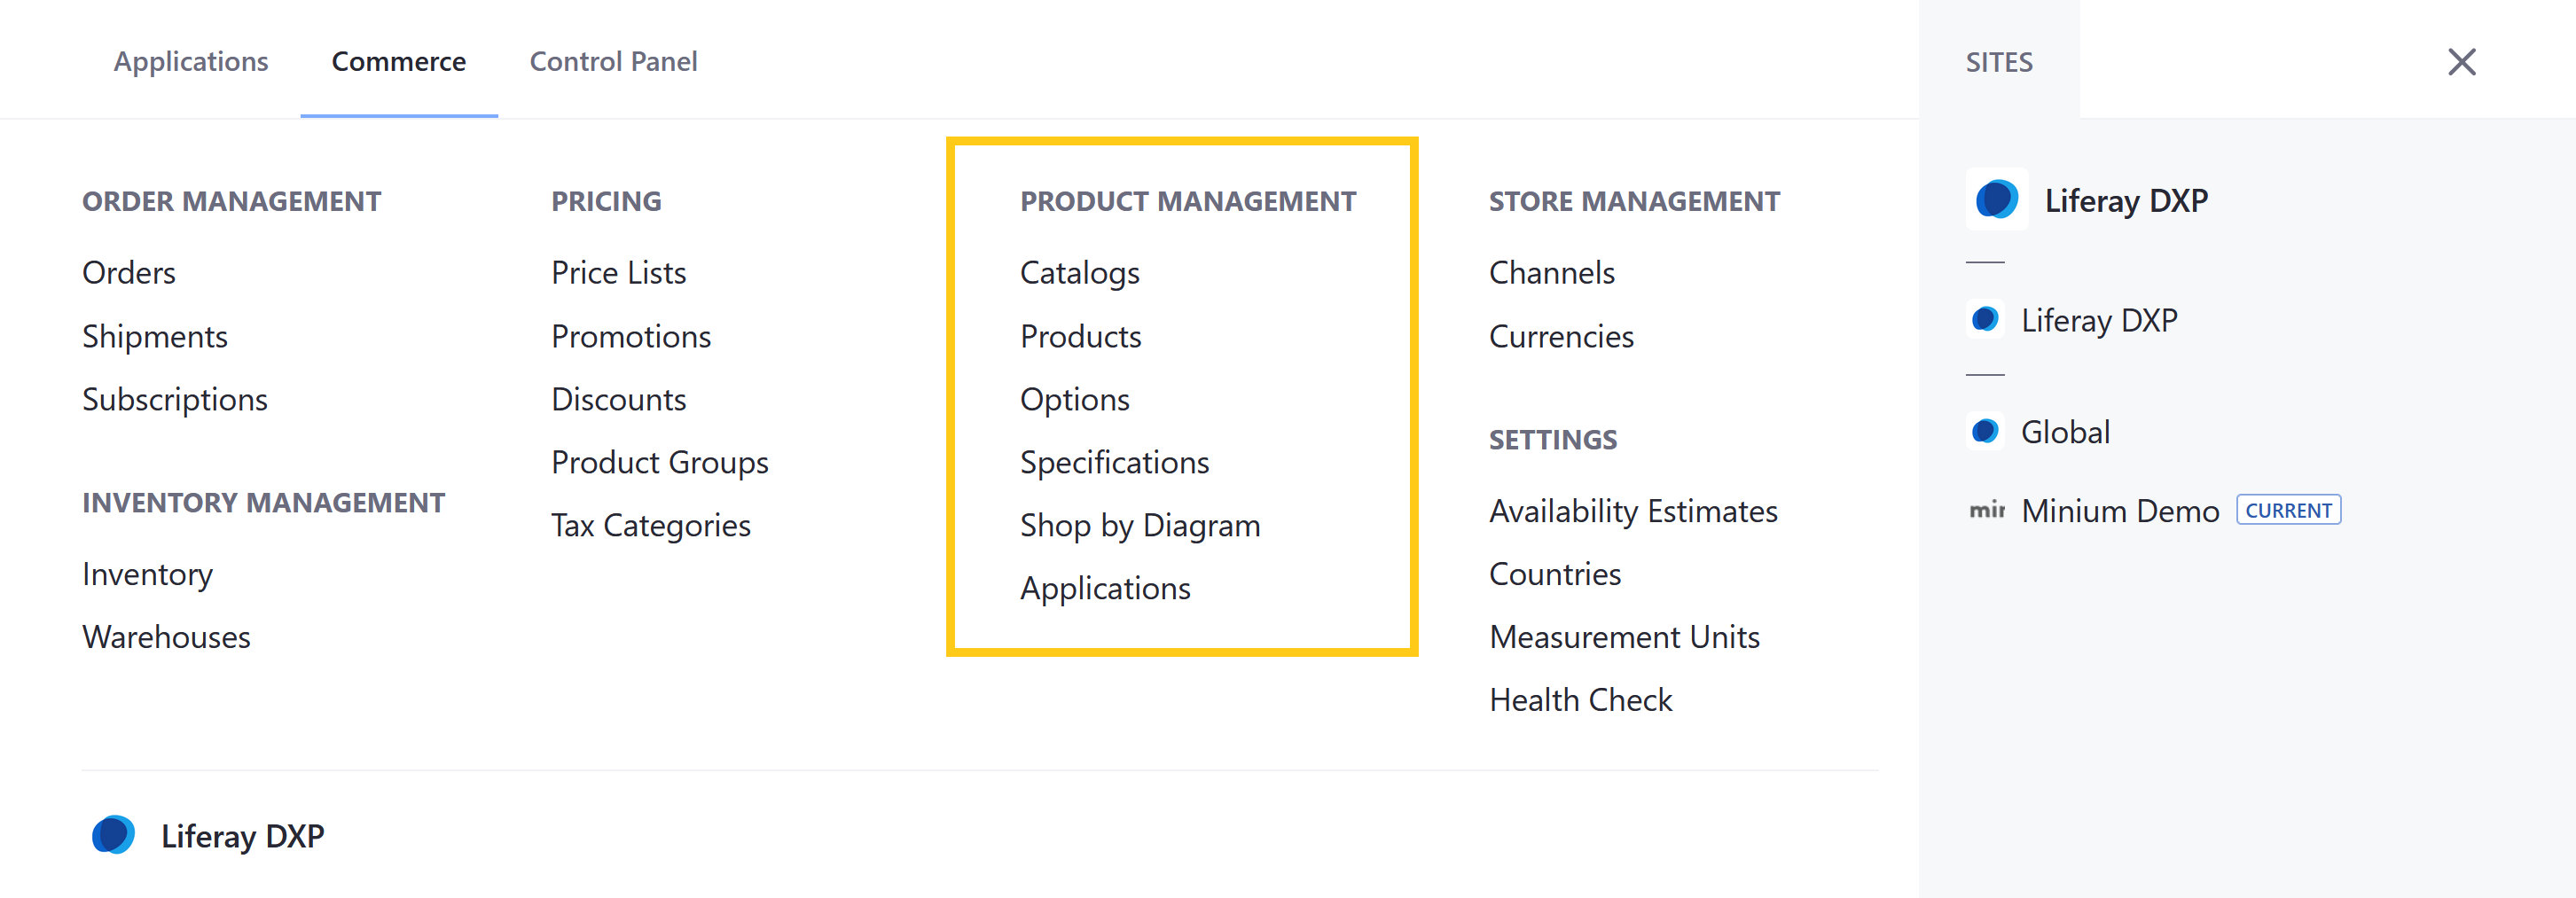 Applications
Commerce
Control Panel
SITES
ORDER MANAGEMENT
Orders
Shipments
Subscriptions
INVENTORY MANAGEMENT
Inventory
Warehouses
PRICING
Price Lists
Promotions
Discounts
Product Groups
Tax Categories
PRODUCT MANAGEMENT
Catalogs
Products
Options
Specifications
Shop by Diagram
Applications
STORE MANAGEMENT
Channels
Currencies
SETTINGS
Availability Estimates
Countries
Measurement Units
Health Check
Liferay DXP
Liferay DXP
Liferay DXP
Global
mir Minium Demo CURRENT